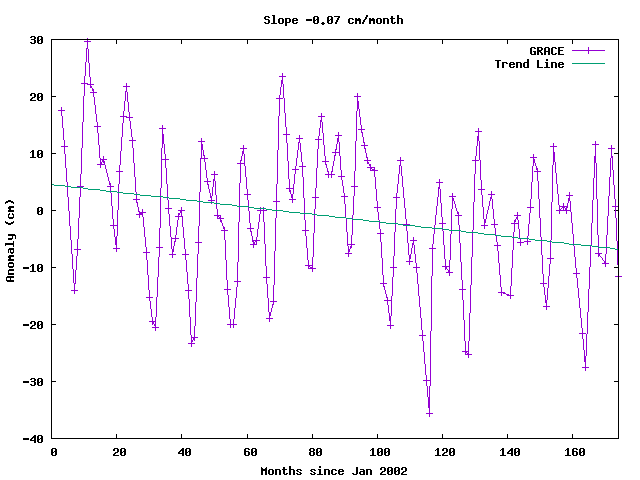 Slope -0.07 cm/month
GRACE
Trend Line
30
20
10
0
-10
-20
-30
-40
Anomaly (cm)
0 20 40 60 80 100 120 140 160
Months since Jan 2002